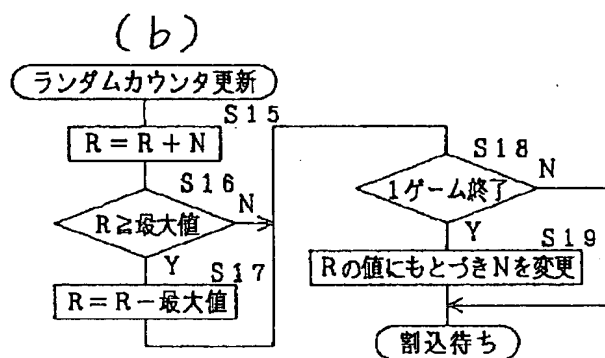 (b)
ランダムカウンタ更新
S15
R=R+N
S16
R≧最大値
N
Y
S17
R=R-最大値
S18
1ゲーム終了
N
Y
S19
Rの値にもとづきNを変更
割込待ち